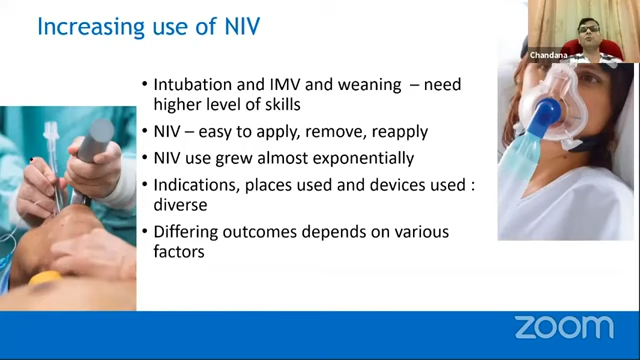 Increasing use of NIV
Chandana
• Intubation and IMV and weaning – need
higher level of skills
• NIV – easy to apply, remove, reapply
• NIV use grew almost exponentially
• Indications, places used and devices used :
diverse
• Differing outcomes depends on various
factors
zoom